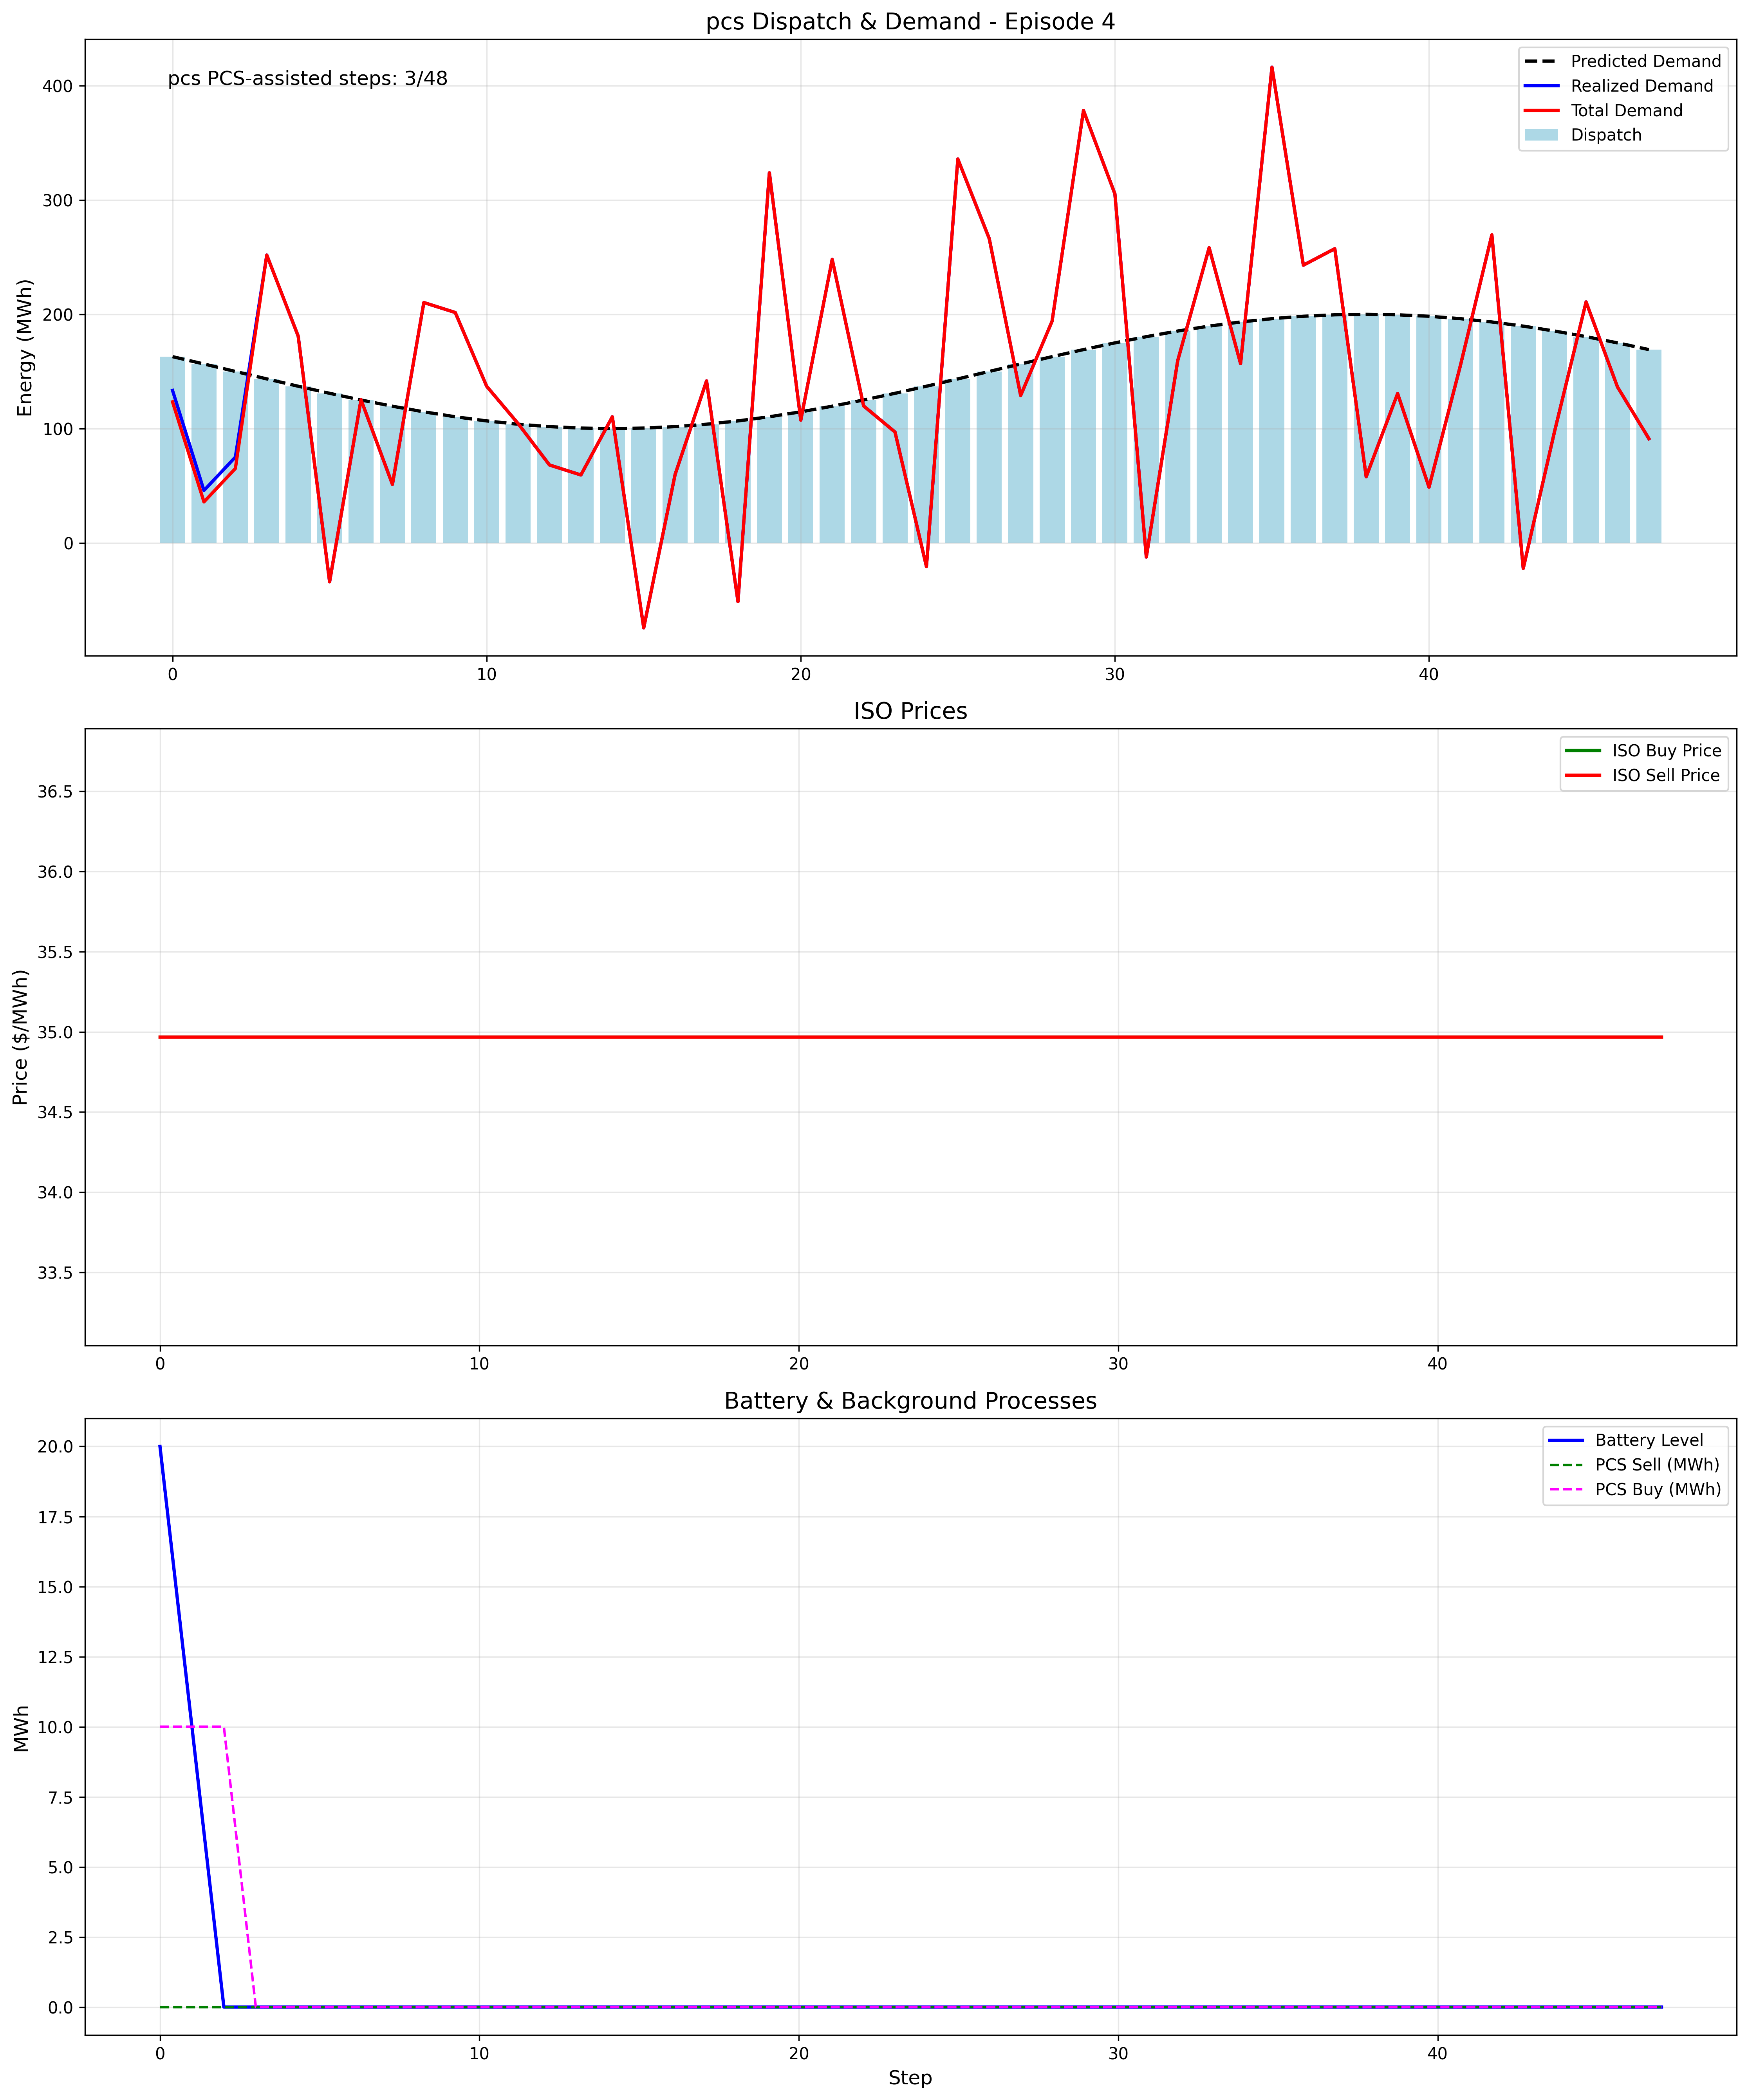 pcs Dispatch & Demand - Episode 4
pcs PCS-assisted steps: 3/48
Predicted Demand
Realized Demand
Total Demand
Dispatch
Energy (MWh)
400
300
200
100
0
0 10 20 30 40
ISO Prices
ISO Buy Price
ISO Sell Price
Price ($/MWh)
36.5
36.0
35.5
35.0
34.5
34.0
33.5
0 10 20 30 40
Battery & Background Processes
Battery Level
PCS Sell (MWh)
PCS Buy (MWh)
MWh
20.0
17.5
15.0
12.5
10.0
7.5
5.0
2.5
0.0
0 10 20 30 40
Step